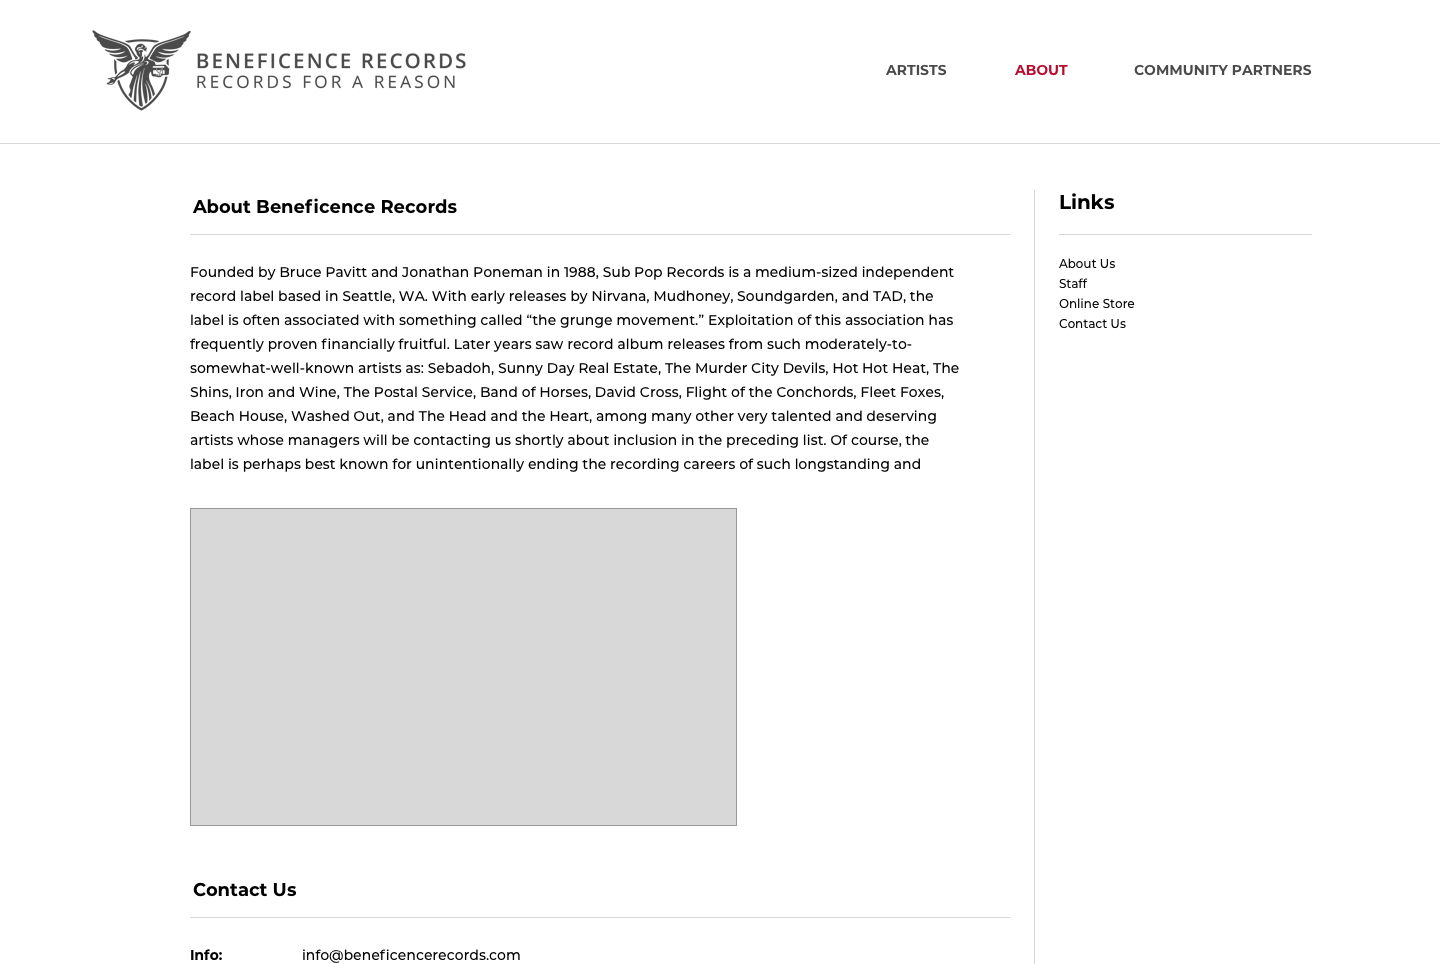 BENEFICENCE RECORDS
RECORDS FOR A REASON
ARTISTS
ABOUT
COMMUNITY PARTNERS
About Beneficence Records
Founded by Bruce Pavitt and Jonathan Poneman in 1988, Sub Pop Records is a medium-sized independent
record label based in Seattle, WA. With early releases by Nirvana, Mudhoney, Soundgarden, and TAD, the
label is often associated with something called “the grunge movement.” Exploitation of this association has
frequently proven financially fruitful. Later years saw record album releases from such moderately-to-
somewhat-well-known artists as: Sebadoh, Sunny Day Real Estate, The Murder City Devils, Hot Hot Heat, The
Shins, Iron and Wine, The Postal Service, Band of Horses, David Cross, Flight of the Conchords, Fleet Foxes,
Beach House, Washed Out, and The Head and the Heart, among many other very talented and deserving
artists whose managers will be contacting us shortly about inclusion in the preceding list. Of course, the
label is perhaps best known for unintentionally ending the recording careers of such longstanding and
Contact Us
Info: info@beneficencerecords.com
Links
About Us
Staff
Online Store
Contact Us